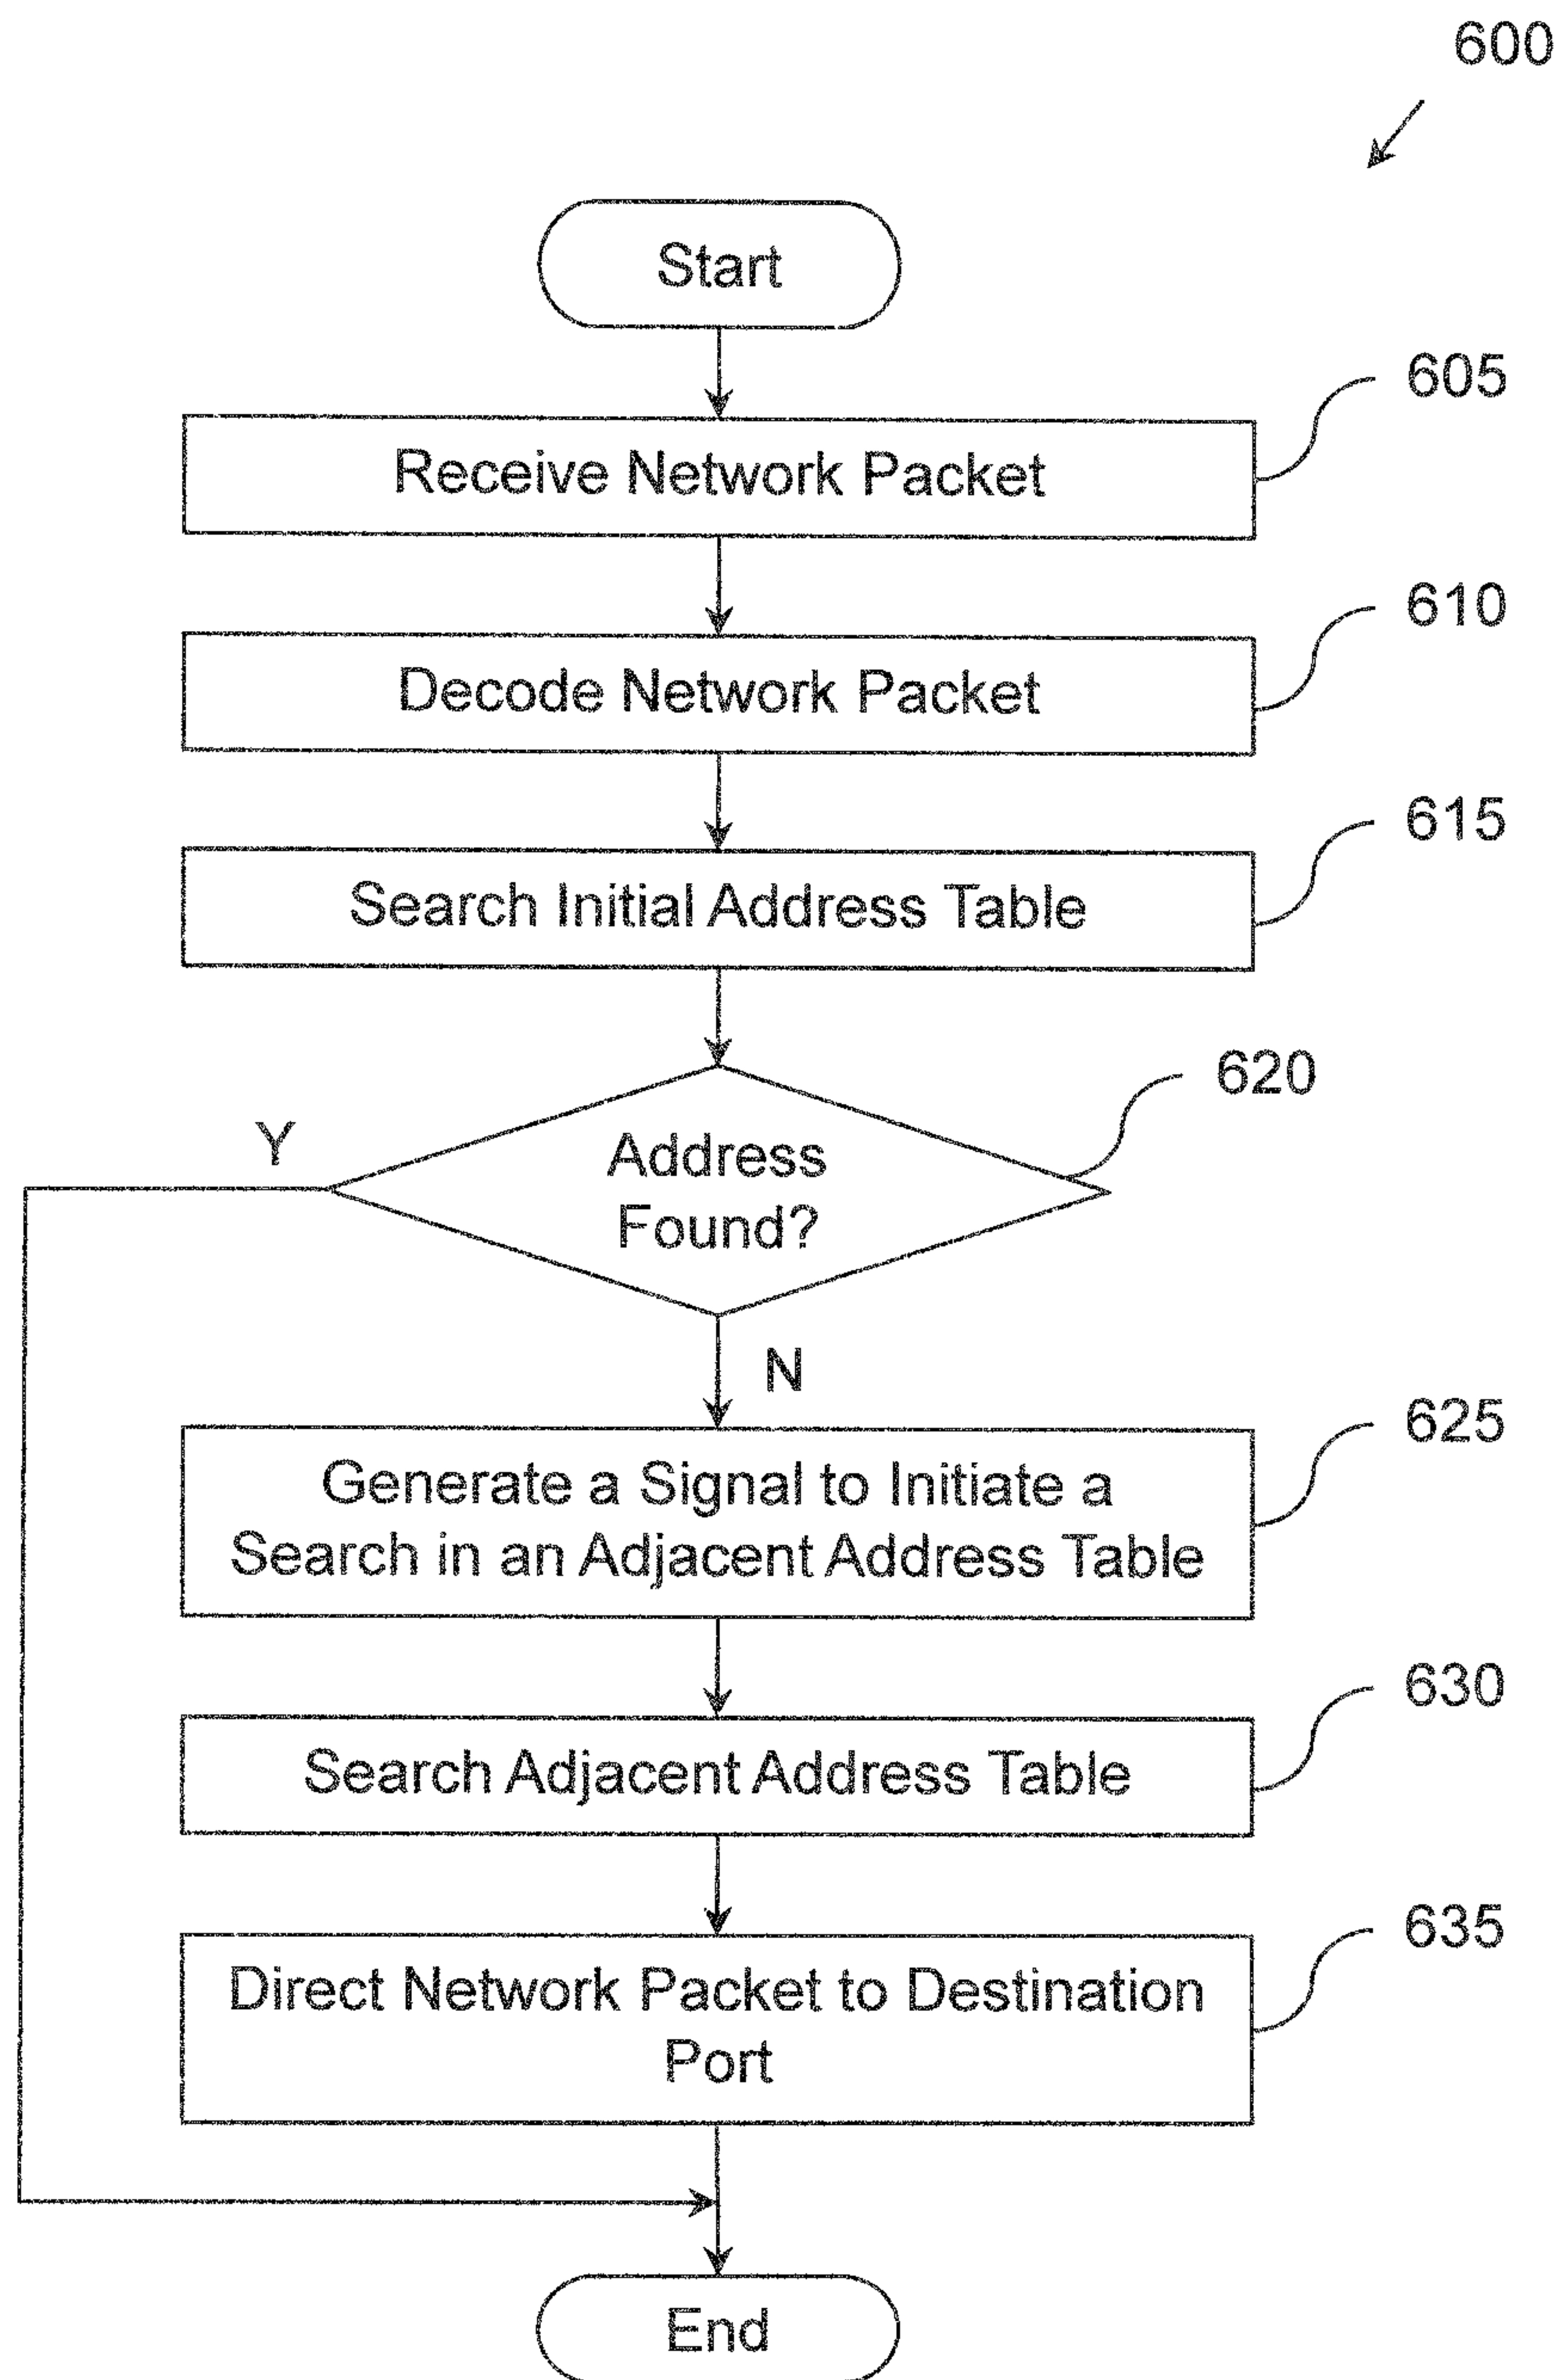 600
Start
605
Receive Network Packet
610
Decode Network Packet
615
Search Initial Address Table
620
Y
Address
Found?
N
625
Generate a Signal to Initiate a
Search in an Adjacent Address Table
630
Search Adjacent Address Table
635
Direct Network Packet to Destination
Port
End